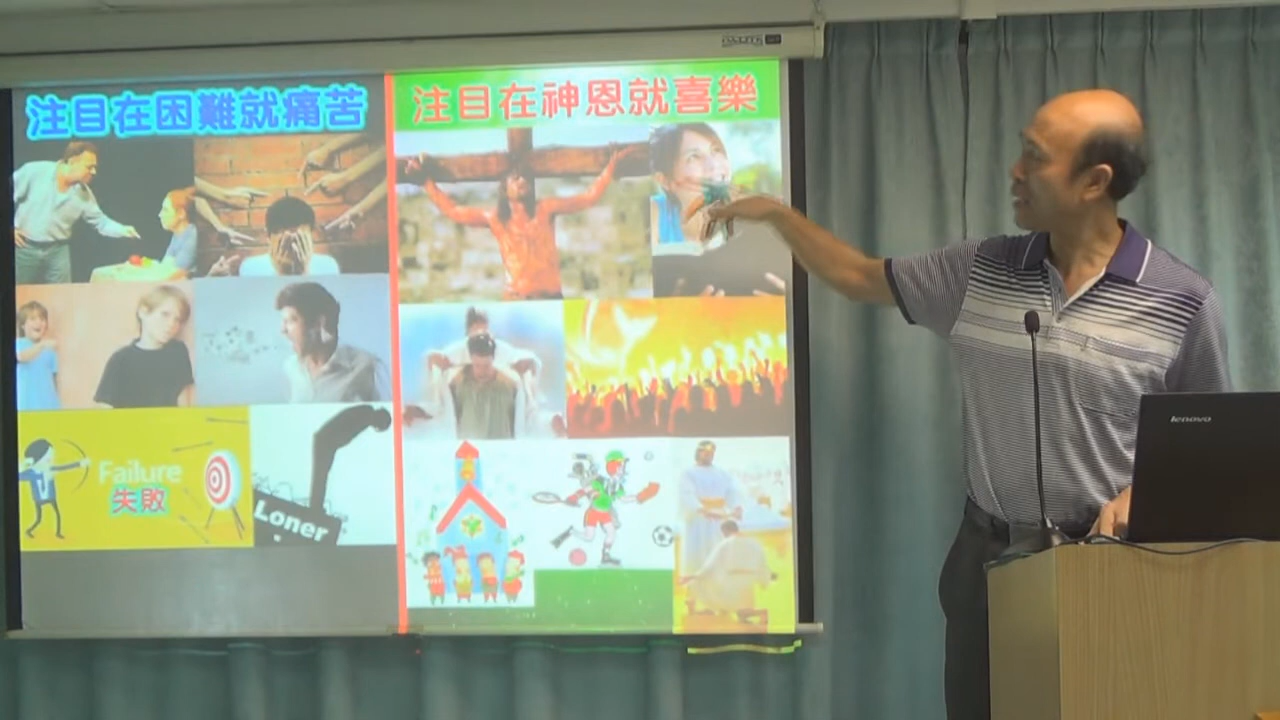 注目在困難就痛苦
注目在神恩就喜樂
Failure
失敗
Loner
lenovo